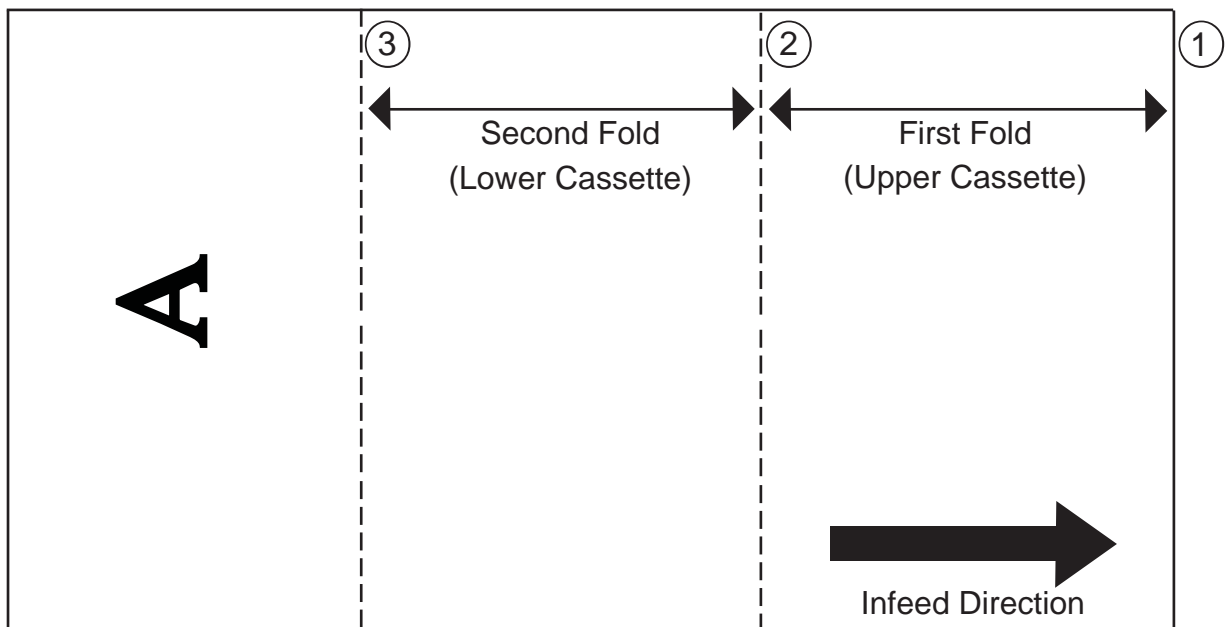 3
2
1
Second Fold
(Lower Cassette)
First Fold
(Upper Cassette)
A
Infeed Direction